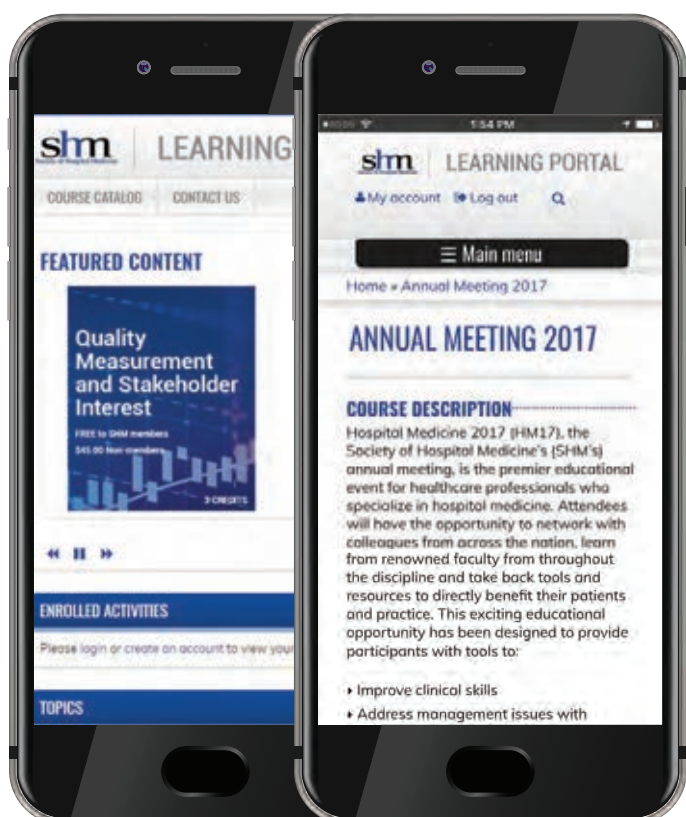 shm
Society of Hospital Medicine
LEARNING
COURSE CATALOG
CONTACT US
FEATURED CONTENT
Quality
Measurement
and Stakeholder
Interest
FREE to SHM members
$45.00 Non-members
3 CREDITS
ENROLLED ACTIVITIES
Please login or create an account to view your
TOPICS
1:54 PM
shm
LEARNING PORTAL
My account
Log out
Main menu
Home » Annual Meeting 2017
ANNUAL MEETING 2017
COURSE DESCRIPTION
Hospital Medicine 2017 (HM17), the
Society of Hospital Medicine's (SHM's)
annual meeting, is the premier educational
event for healthcare professionals who
specialize in hospital medicine. Attendees
will have the opportunity to network with
colleagues from across the nation, learn
from renowned faculty from throughout
the discipline and take back tools and
resources to directly benefit their patients
and practice. This exciting educational
opportunity has been designed to provide
participants with tools to:
Improve clinical skills
Address management issues with